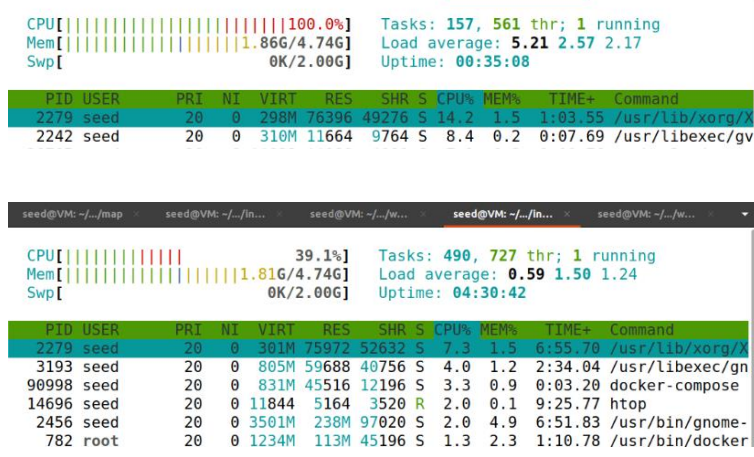 CPU[||||||||||||||||||||||||||100.0%] Tasks: 157, 561 thr; 1 running
Mem[|||||||||||||||||||1.86G/4.74G] Load average: 5.21 2.57 2.17
Swp[ 0K/2.00G] Uptime: 00:35:08
PID USER PRI NI VIRT RES SHR S CPU% MEM% TIME+ Command
2279 seed 20 0 298M 76396 49276 S 14.2 1.5 1:03.55 /usr/lib/xorg/X
2242 seed 20 0 310M 11664 9764 S 8.4 0.2 0:07.69 /usr/libexec/gv
seed@VM: ~/.../map × seed@VM: ~/.../in... × seed@VM: ~/.../w... × seed@VM: ~/.../in... × seed@VM: ~/.../w... ×
CPU[|||||||||||||| 39.1%] Tasks: 490, 727 thr; 1 running
Mem[|||||||||||||||||||1.81G/4.74G] Load average: 0.59 1.50 1.24
Swp[ 0K/2.00G] Uptime: 04:30:42
PID USER PRI NI VIRT RES SHR S CPU% MEM% TIME+ Command
2279 seed 20 0 301M 75972 52632 S 7.3 1.5 6:55.70 /usr/lib/xorg/X
3193 seed 20 0 805M 59688 40756 S 4.0 1.2 2:34.04 /usr/libexec/gn
90998 seed 20 0 831M 45516 12196 S 3.3 0.9 0:03.20 docker-compose
14696 seed 20 0 11844 5164 3520 R 2.0 0.1 9:25.77 htop
2456 seed 20 0 3501M 238M 97020 S 2.0 4.9 6:51.83 /usr/bin/gnome-
782 root 20 0 1234M 113M 45196 S 1.3 2.3 1:10.78 /usr/bin/docker